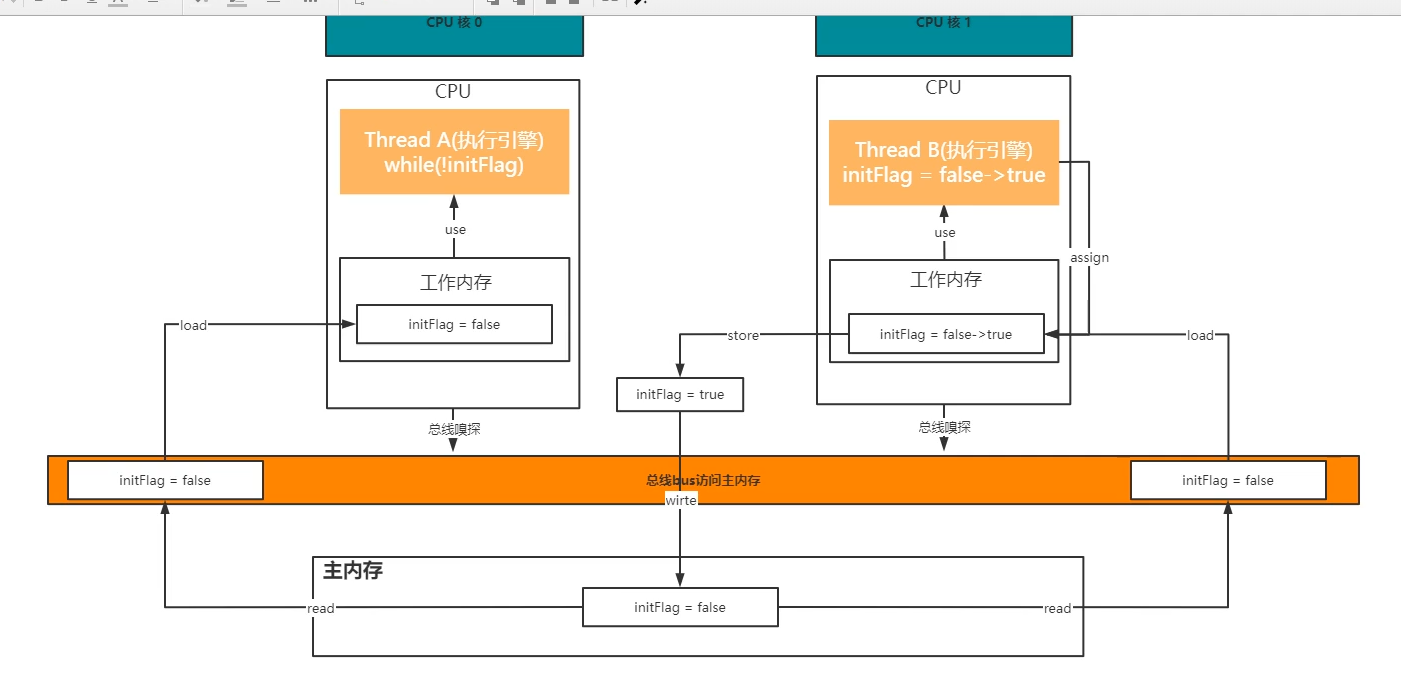 CPU 核 0
CPU 核 1
CPU
Thread A(执行引擎)
while(!initFlag)
use
工作内存
initFlag = false
load
总线嗅探
CPU
Thread B(执行引擎)
initFlag = false->true
use
assign
工作内存
initFlag = false->true
store
load
initFlag = true
总线嗅探
initFlag = false
总线bus访问主内存
initFlag = false
wirte
主内存
read
initFlag = false
read